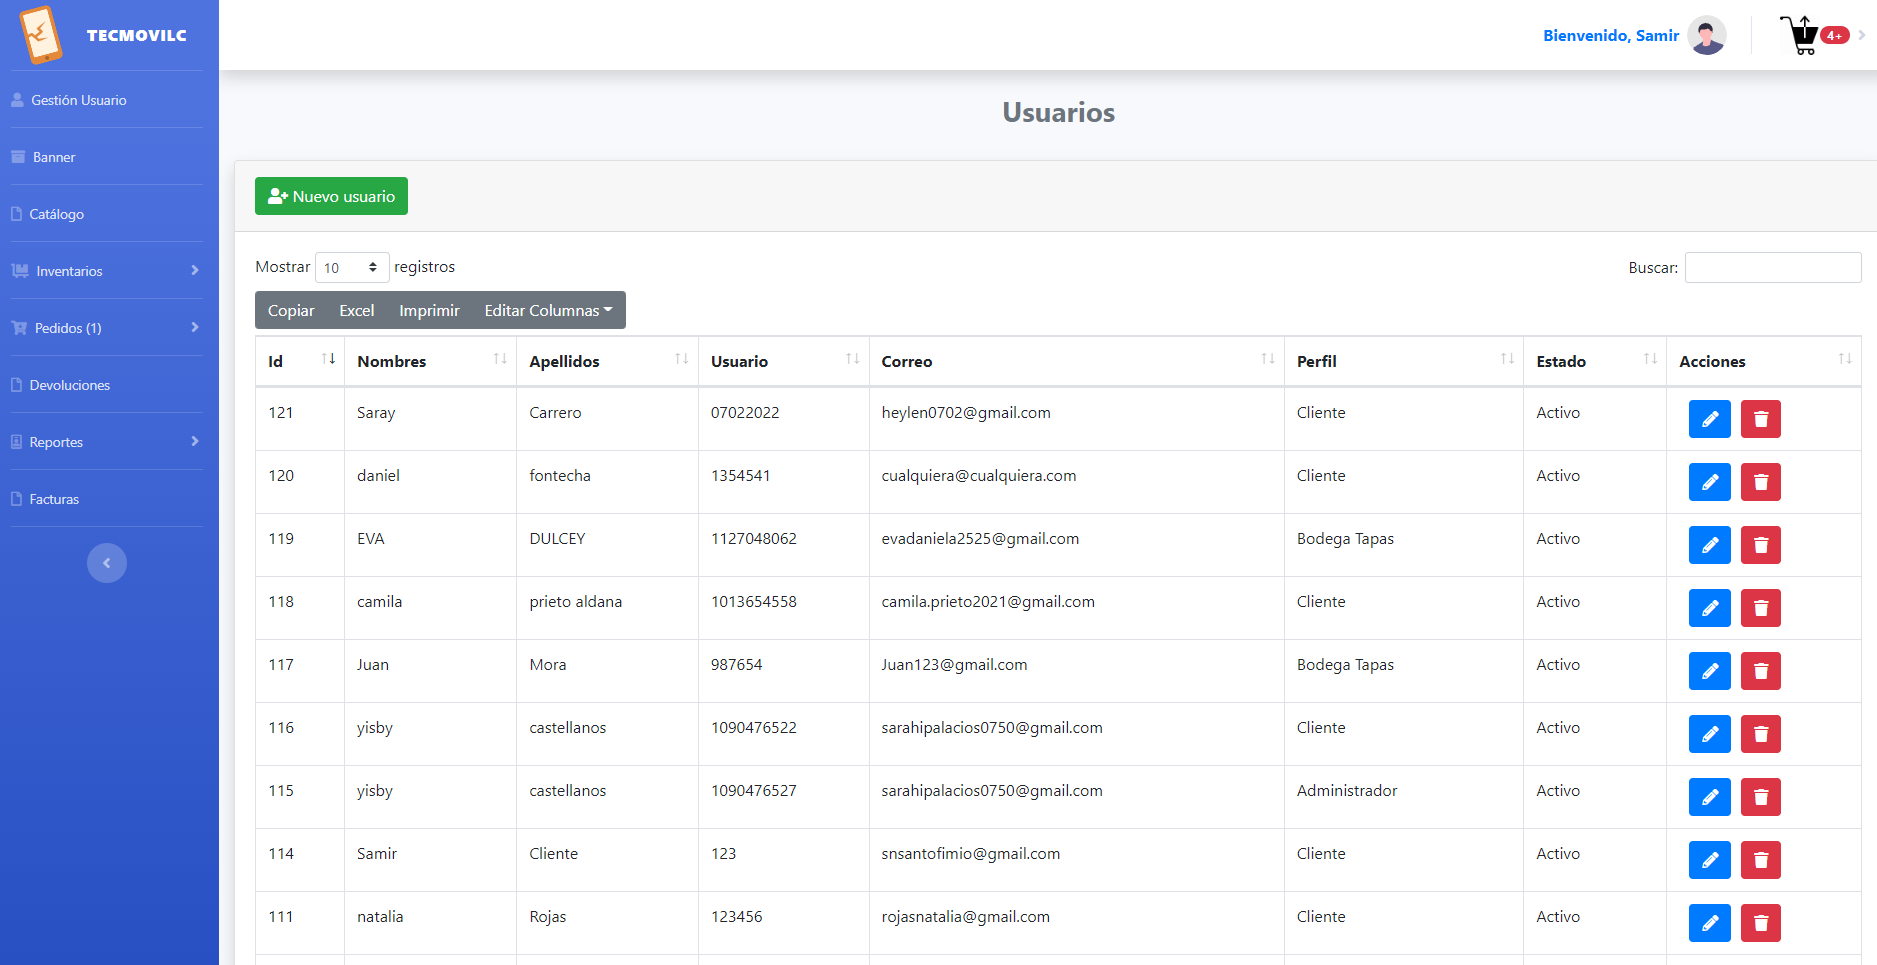 TECMOVILC
Bienvenido, Samir
4+
Gestión Usuario
Banner
Catálogo
Inventarios
Pedidos (1)
Devoluciones
Reportes
Facturas
Usuarios
Nuevo usuario
Mostrar 10 registros
Buscar:
Copiar Excel Imprimir Editar Columnas
Id Nombres Apellidos Usuario Correo Perfil Estado Acciones
121 Saray Carrero 07022022 heylen0702@gmail.com Cliente Activo
120 daniel fontecha 1354541 cualquiera@cualquiera.com Cliente Activo
119 EVA DULCEY 1127048062 evadaniela2525@gmail.com Bodega Tapas Activo
118 camila prieto aldana 1013654558 camila.prieto2021@gmail.com Cliente Activo
117 Juan Mora 987654 Juan123@gmail.com Bodega Tapas Activo
116 yisby castellanos 1090476522 sarahipalacios0750@gmail.com Cliente Activo
115 yisby castellanos 1090476527 sarahipalacios0750@gmail.com Administrador Activo
114 Samir Cliente 123 snsantofimio@gmail.com Cliente Activo
111 natalia Rojas 123456 rojasnatalia@gmail.com Cliente Activo